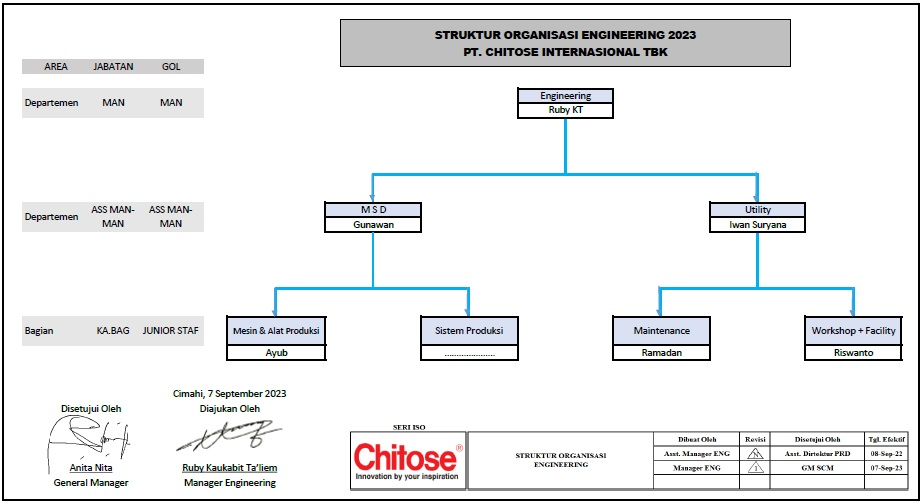 STRUKTUR ORGANISASI ENGINEERING 2023
PT. CHITOSE INTERNASIONAL TBK
AREA JABATAN GOL
Departemen MAN MAN
Engineering
Ruby KT
Departemen ASS MAN-MAN ASS MAN-MAN
M S D
Gunawan
Utility
Iwan Suryana
Bagian KA.BAG JUNIOR STAF
Mesin & Alat Produksi
Ayub
Sistem Produksi
.....................
Maintenance
Ramadan
Workshop + Facility
Riswanto
Cimahi, 7 September 2023
Disetujui Oleh Diajukan Oleh
Anita Nita Ruby Kaukabit Ta'liem
General Manager Manager Engineering
SERI ISO
Chitose®
Innovation by your inspiration
STRUKTUR ORGANISASI
ENGINEERING
Dibuat Oleh Revisi Disetujui Oleh Tgl. Efektif
Asst. Manager ENG N Asst. Dirtektur PRD 08-Sep-22
Manager ENG 1 GM SCM 07-Sep-23